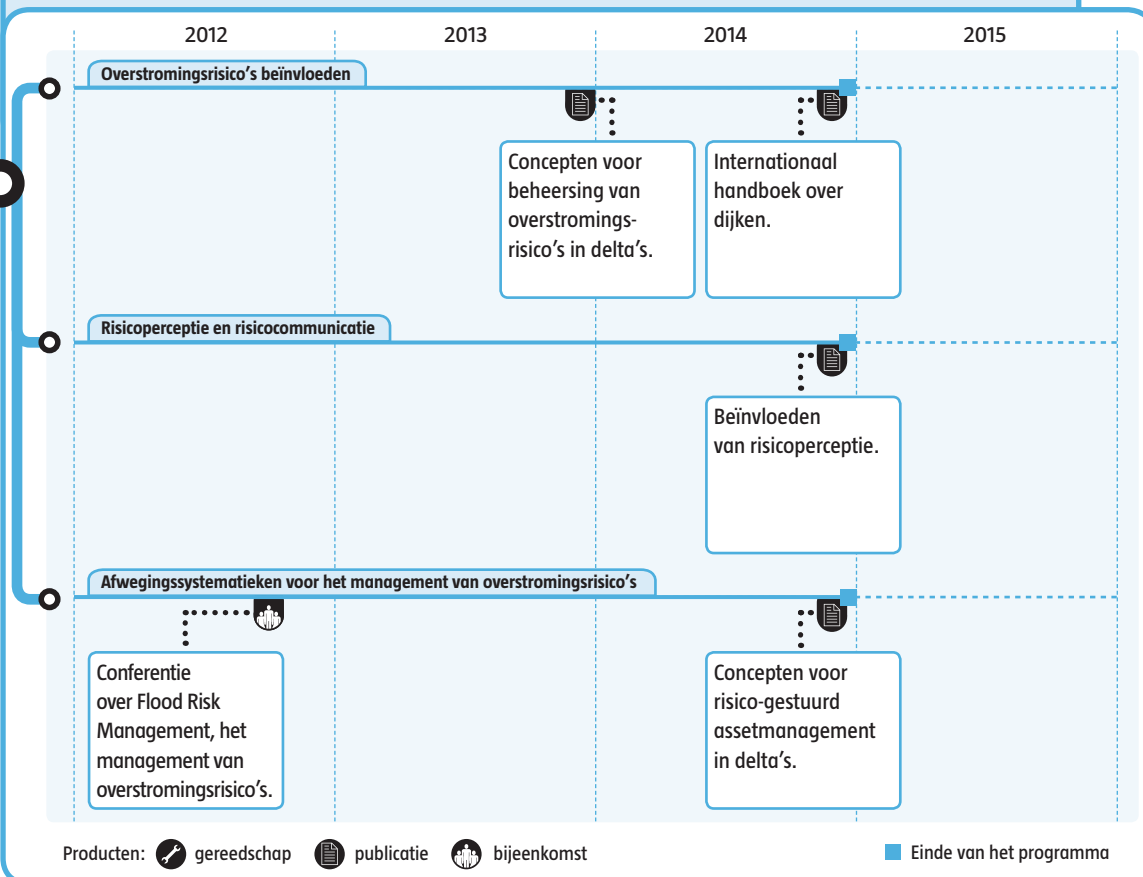 2012 2013 2014 2015
Overstromingsrisico's beïnvloeden
Concepten voor
beheersing van
overstromings-
risico's in delta's.
Internationaal
handboek over
dijken.
Risicoperceptie en risicocommunicatie
Beïnvloeden
van risicoperceptie.
Afwegingssystematieken voor het management van overstromingsrisico's
Conferentie
over Flood Risk
Management, het
management van
overstromingsrisico's.
Concepten voor
risico-gestuurd
assetmanagement
in delta's.
Producten: gereedschap publicatie bijeenkomst Einde van het programma